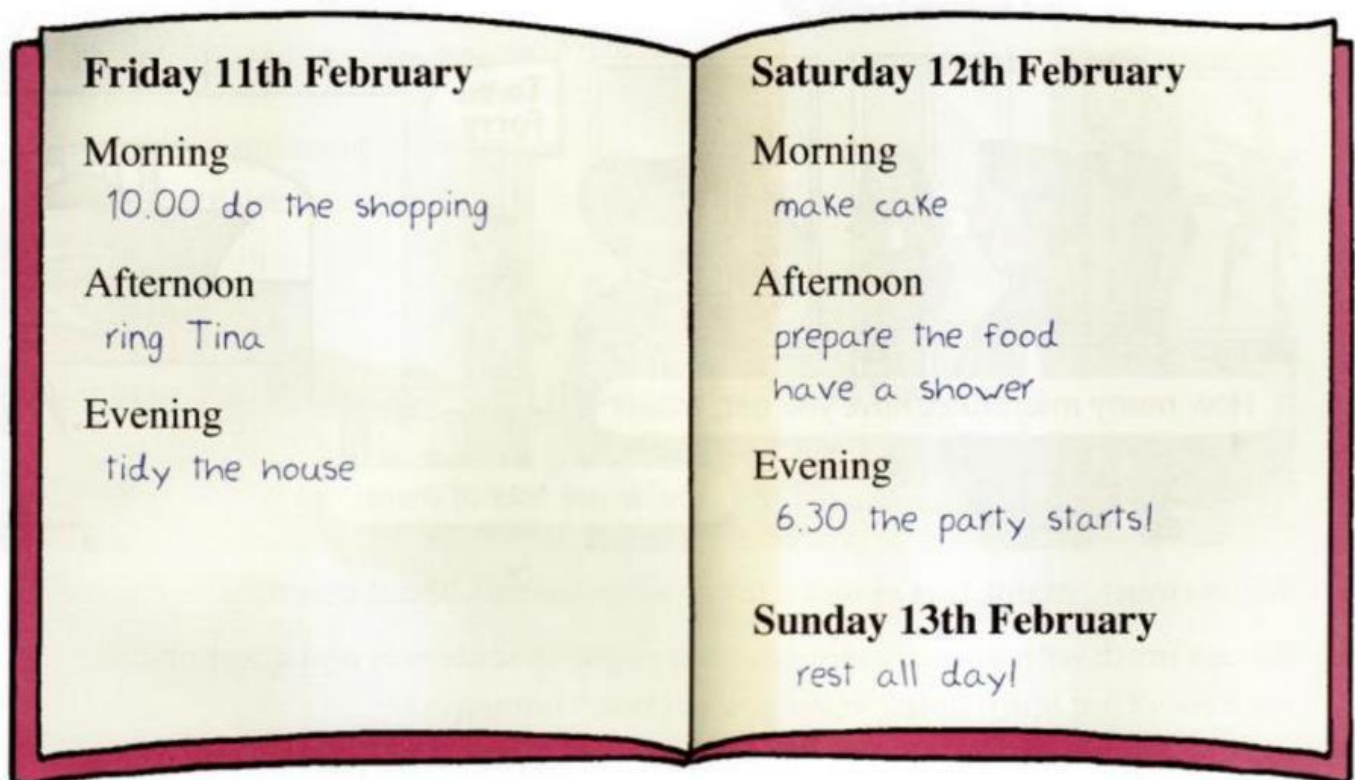 Friday 11th February
Morning
10.00 do the shopping
Afternoon
ring Tina
Evening
tidy the house
Saturday 12th February
Morning
make cake
Afternoon
prepare the food
have a shower
Evening
6.30 the party starts!
Sunday 13th February
rest all day!